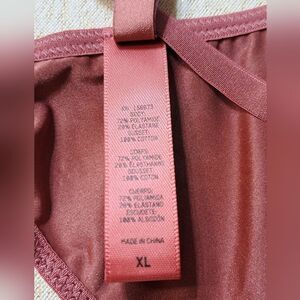 BODY:
72% POLYAMIDE
28% ELASTANE
GUSSET:
100% COTTON
CORPS:
72% POLYAMIDE
28% ELASTHANNE
GOUSSET
100% COTON
CUERPO:
72% POLIAMIDA
28% ELASTANO
ESCUDETE:
100% ALGODÓN
MADE IN CHINA
XL